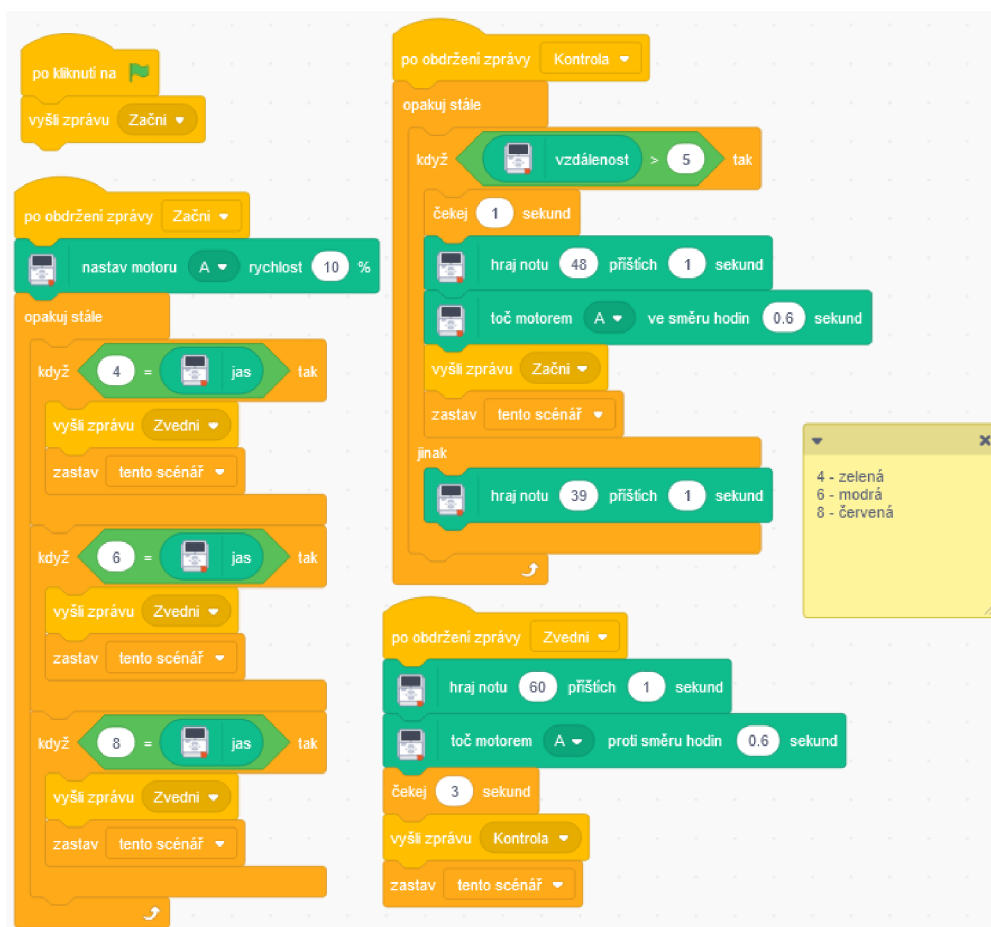 po kliknutí na
vyšli zprávu Začni
po obdržení zprávy Začni
nastav motoru A rychlost 10 %
opakuj stále
když 4 = jas tak
vyšli zprávu Zvedni
zastav tento scénář
když 6 = jas tak
vyšli zprávu Zvedni
zastav tento scénář
když 8 = jas tak
vyšli zprávu Zvedni
zastav tento scénář
po obdržení zprávy Kontrola
opakuj stále
když vzdálenost > 5 tak
čekej 1 sekund
hraj notu 48 příštích 1 sekund
toč motorem A ve směru hodin 0.6 sekund
vyšli zprávu Začni
zastav tento scénář
jinak
hraj notu 39 příštích 1 sekund
po obdržení zprávy Zvedni
hraj notu 60 příštích 1 sekund
toč motorem A proti směru hodin 0.6 sekund
čekej 3 sekund
vyšli zprávu Kontrola
zastav tento scénář
4 - zelená
6 - modrá
8 - červená